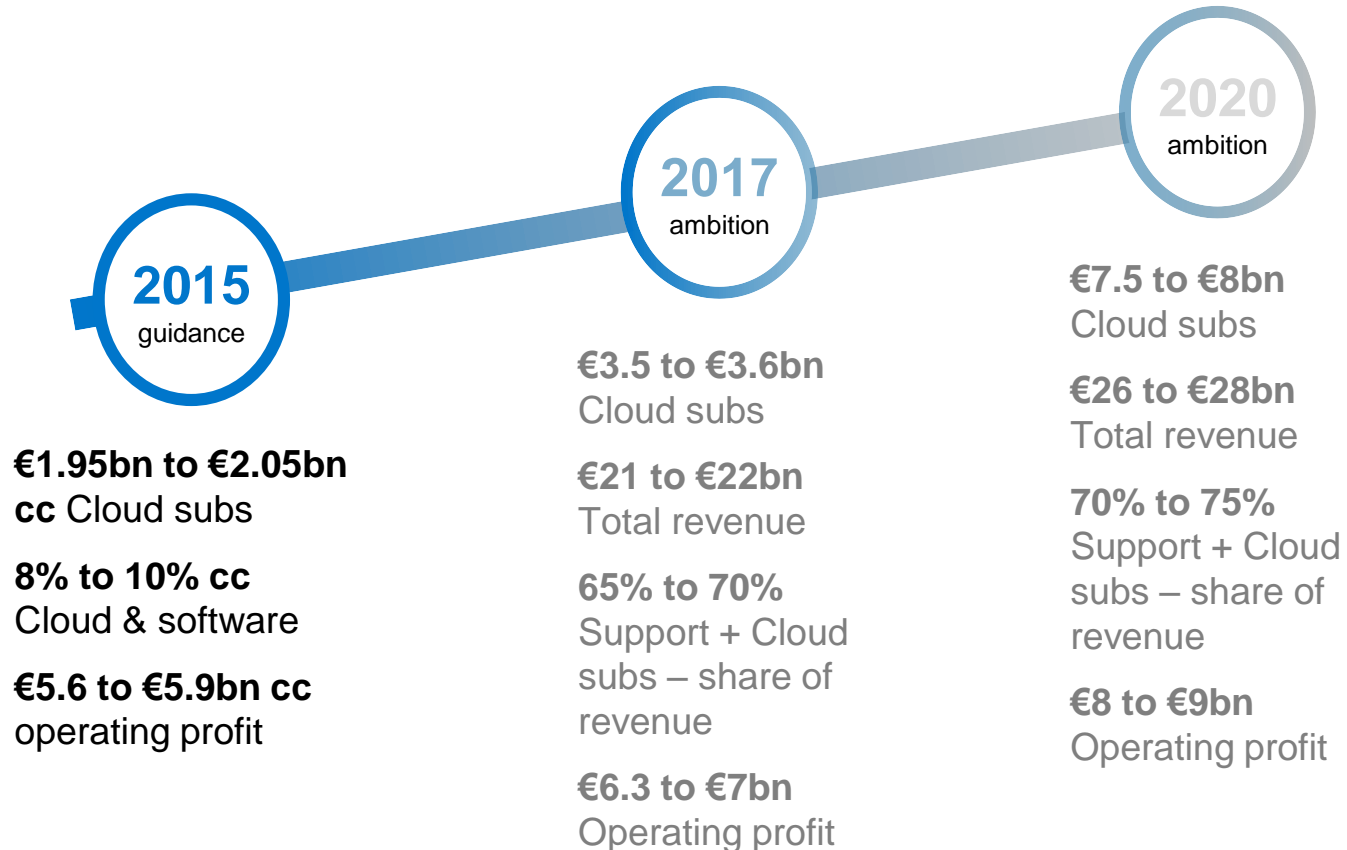 2015
guidance
€1.95bn to €2.05bn
cc Cloud subs
8% to 10% cc
Cloud & software
€5.6 to €5.9bn cc
operating profit
2017
ambition
€3.5 to €3.6bn
Cloud subs
€21 to €22bn
Total revenue
65% to 70%
Support + Cloud
subs – share of
revenue
€6.3 to €7bn
Operating profit
2020
ambition
€7.5 to €8bn
Cloud subs
€26 to €28bn
Total revenue
70% to 75%
Support + Cloud
subs – share of
revenue
€8 to €9bn
Operating profit